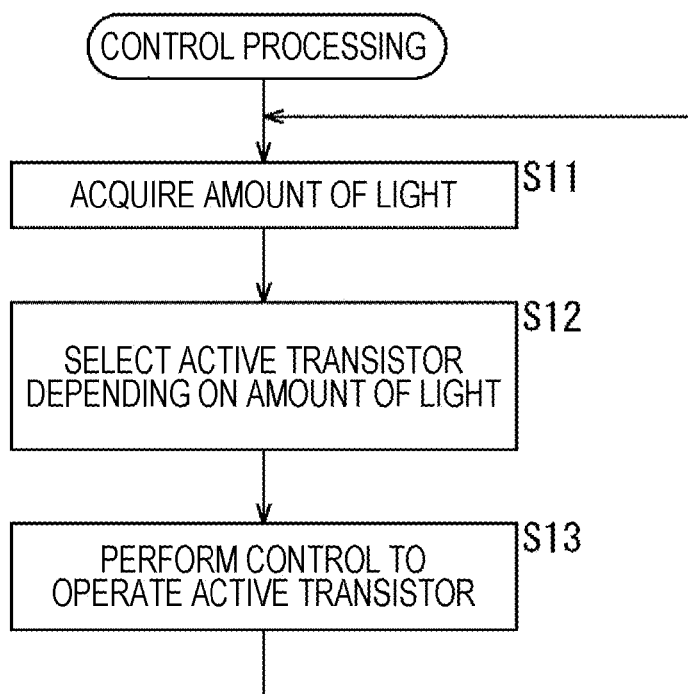 CONTROL PROCESSING
ACQUIRE AMOUNT OF LIGHT
S11
SELECT ACTIVE TRANSISTOR
DEPENDING ON AMOUNT OF LIGHT
S12
PERFORM CONTROL TO
OPERATE ACTIVE TRANSISTOR
S13